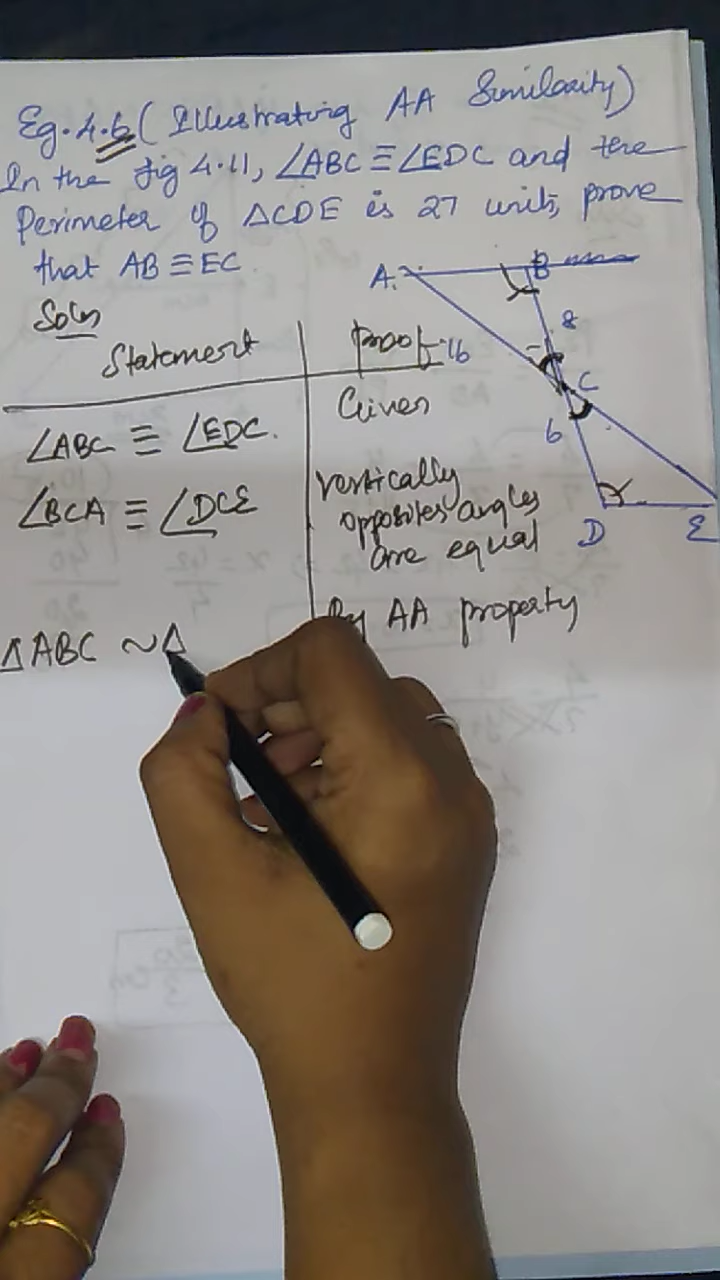 Eg. 4.6 ( Illustrating AA Similarity)
In the fig 4.11, ∠ABC ≡ ∠EDC and the
Perimeter of ΔCDE is 27 units, prove
that AB ≡ EC
Soln
Statement
proof
∠ABC ≡ ∠EDC.
Given
∠BCA ≡ ∠DCE
Vertically
opposites angles
are equal
ΔABC ~ Δ
By AA property
A
B
8
16
C
6
D
E